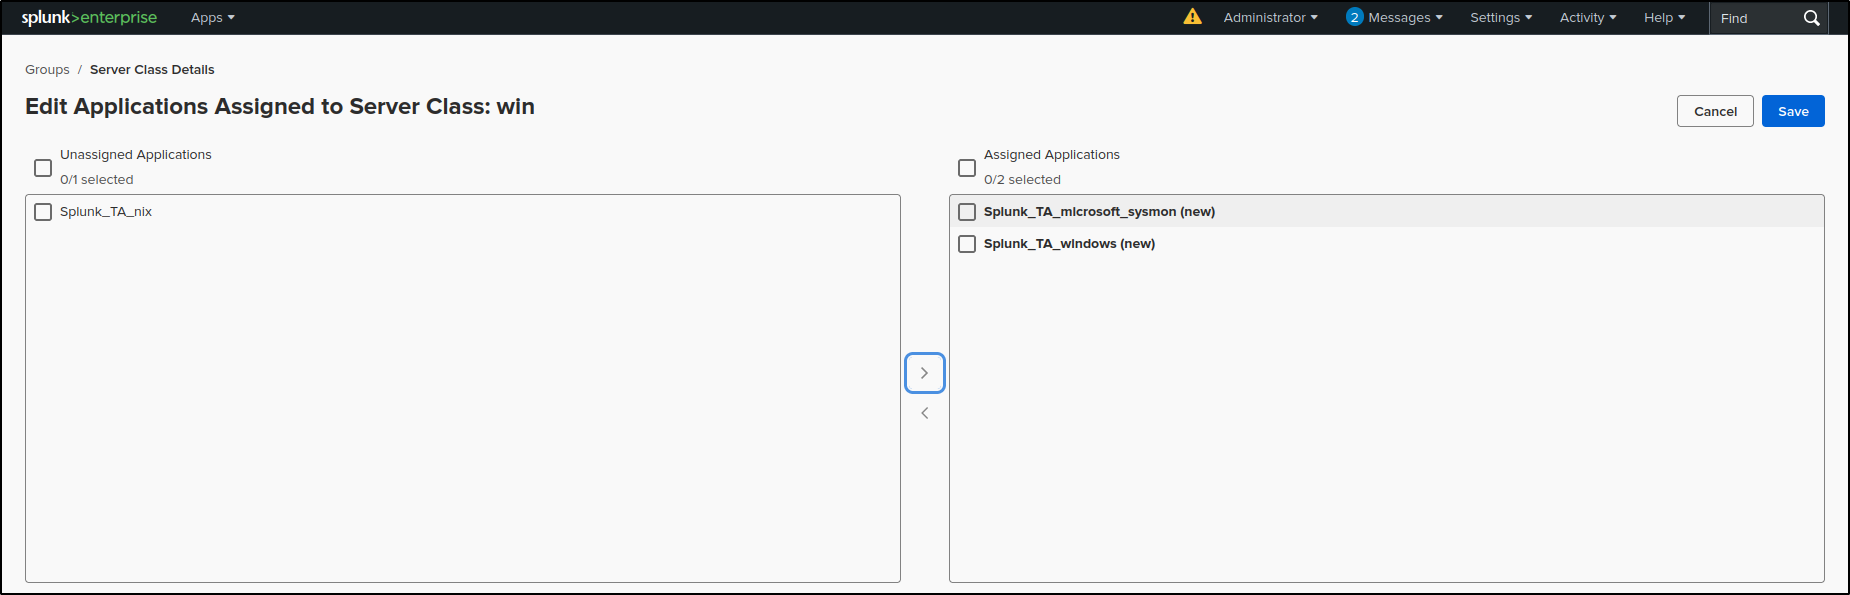 splunk>enterprise Apps Administrator 2 Messages Settings Activity Help Find
Groups / Server Class Details
Edit Applications Assigned to Server Class: win
Cancel Save
Unassigned Applications
0/1 selected
Splunk_TA_nix
Assigned Applications
0/2 selected
Splunk_TA_microsoft_sysmon (new)
Splunk_TA_windows (new)